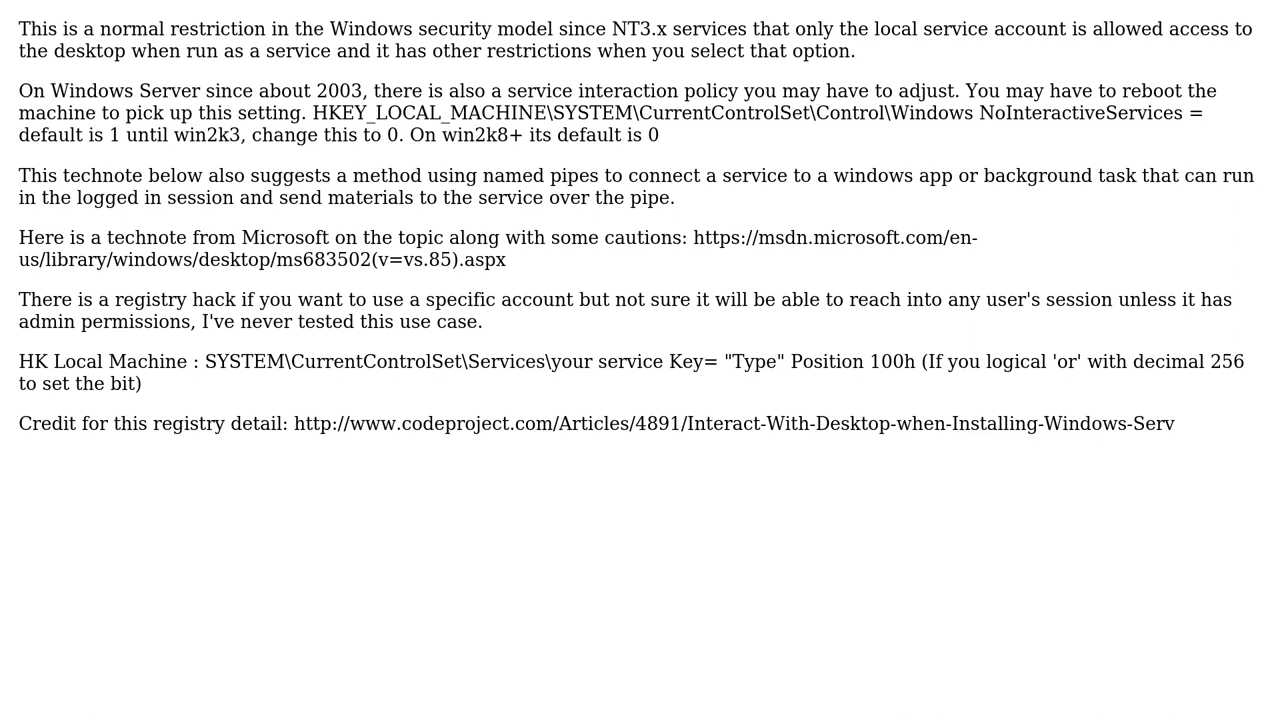 This is a normal restriction in the Windows security model since NT3.x services that only the local service account is allowed access to
the desktop when run as a service and it has other restrictions when you select that option.
On Windows Server since about 2003, there is also a service interaction policy you may have to adjust. You may have to reboot the
machine to pick up this setting. HKEY_LOCAL_MACHINE\SYSTEM\CurrentControlSet\Control\Windows NoInteractiveServices =
default is 1 until win2k3, change this to 0. On win2k8+ its default is 0
This technote below also suggests a method using named pipes to connect a service to a windows app or background task that can run
in the logged in session and send materials to the service over the pipe.
Here is a technote from Microsoft on the topic along with some cautions: https://msdn.microsoft.com/en-
us/library/windows/desktop/ms683502(v=vs.85).aspx
There is a registry hack if you want to use a specific account but not sure it will be able to reach into any user's session unless it has
admin permissions, I've never tested this use case.
HK Local Machine : SYSTEM\CurrentControlSet\Services\your service Key= "Type" Position 100h (If you logical 'or' with decimal 256
to set the bit)
Credit for this registry detail: http://www.codeproject.com/Articles/4891/Interact-With-Desktop-when-Installing-Windows-Serv